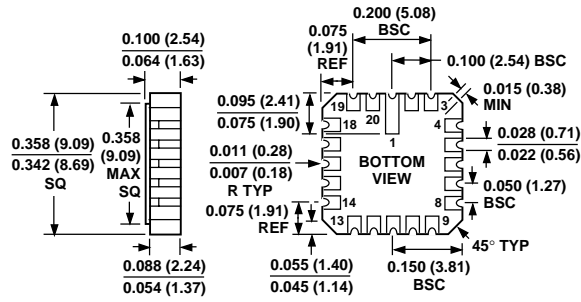 0.200 (5.08)
BSC
0.075
(1.91)
REF
0.100 (2.54) BSC
0.100 (2.54)
0.064 (1.63)
0.015 (0.38)
MIN
0.095 (2.41)
0.075 (1.90)
19
20
3
18
4
1
0.358 (9.09)
0.342 (8.69)
SQ
0.358
(9.09)
MAX
SQ
0.028 (0.71)
0.022 (0.56)
0.011 (0.28)
0.007 (0.18)
R TYP
BOTTOM
VIEW
0.050 (1.27)
BSC
0.075 (1.91)
REF
14
8
13
9
45° TYP
0.088 (2.24)
0.054 (1.37)
0.055 (1.40)
0.045 (1.14)
0.150 (3.81)
BSC